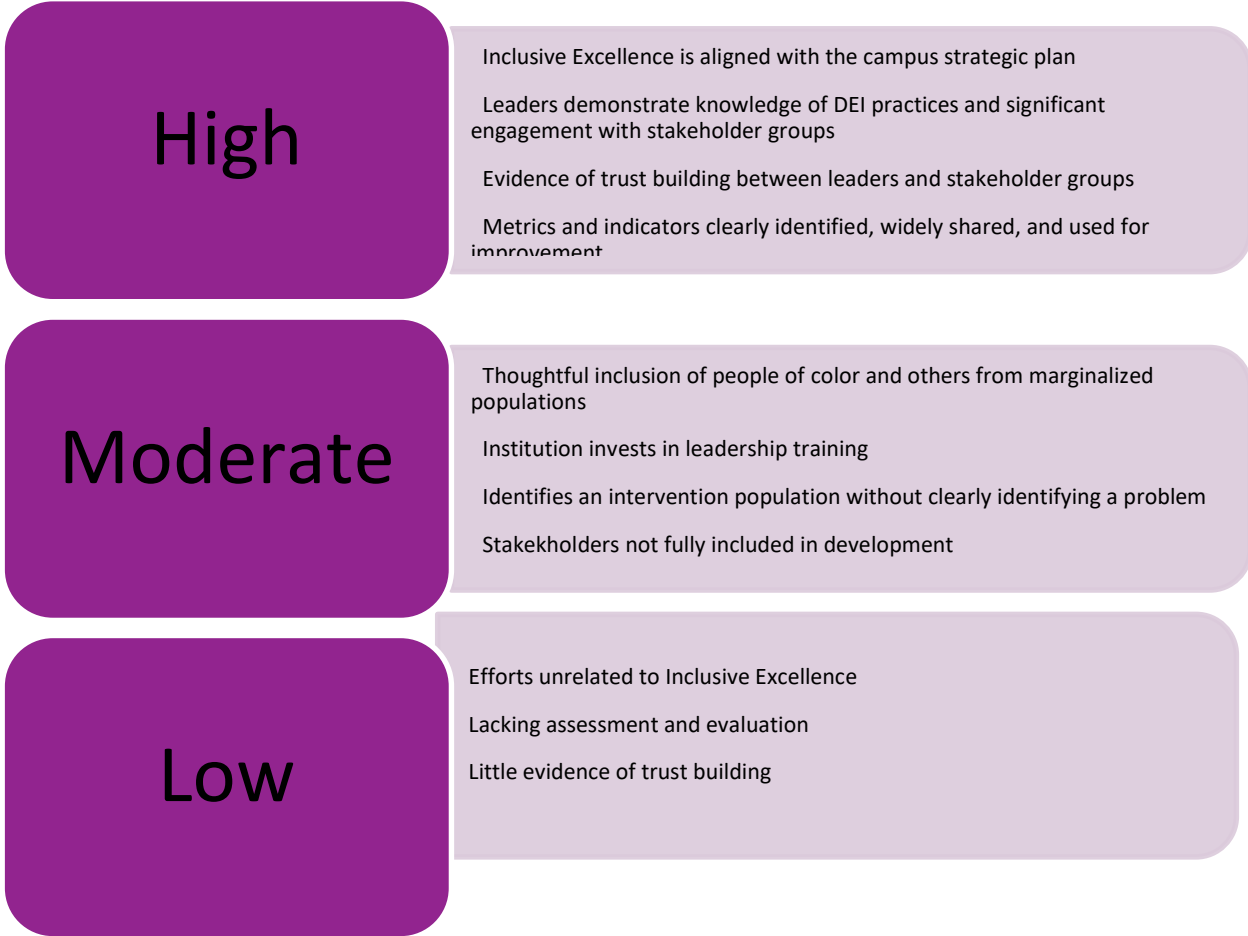 High
Inclusive Excellence is aligned with the campus strategic plan
Leaders demonstrate knowledge of DEI practices and significant
engagement with stakeholder groups
Evidence of trust building between leaders and stakeholder groups
Metrics and indicators clearly identified, widely shared, and used for
improvement
Moderate
Thoughtful inclusion of people of color and others from marginalized
populations
Institution invests in leadership training
Identifies an intervention population without clearly identifying a problem
Stakekholders not fully included in development
Low
Efforts unrelated to Inclusive Excellence
Lacking assessment and evaluation
Little evidence of trust building